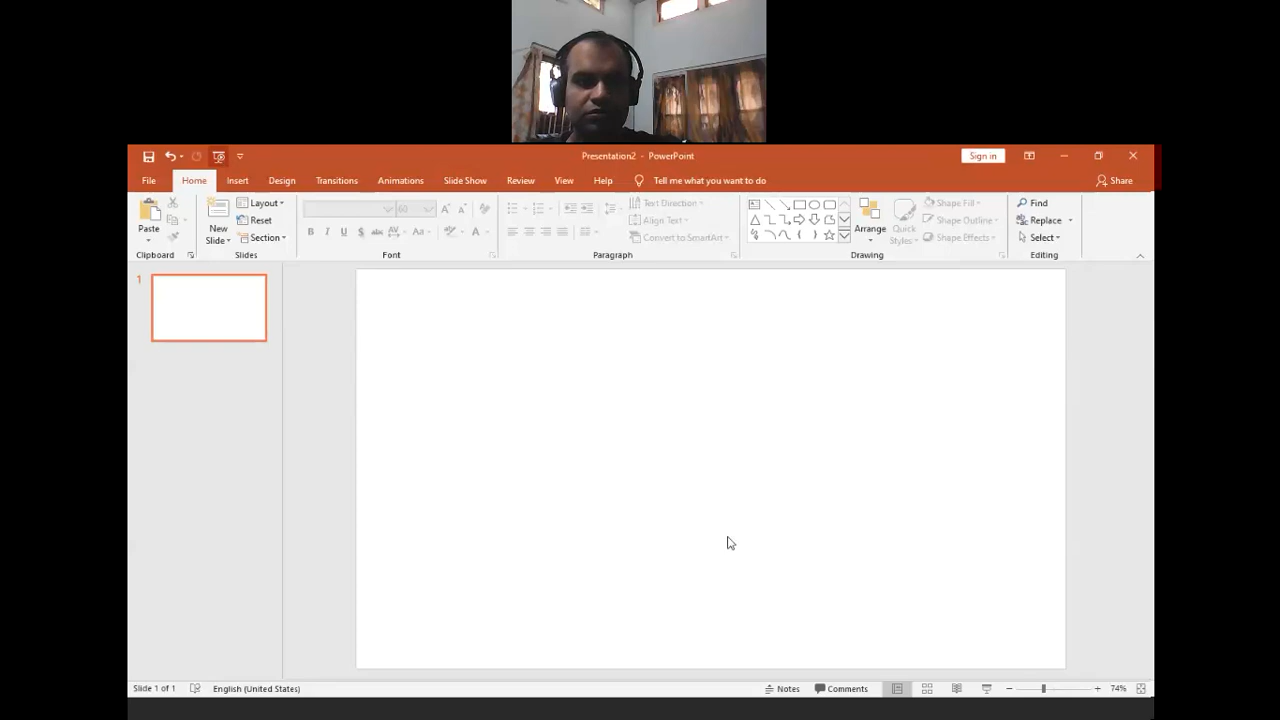 Presentation2 - PowerPoint
Sign in
File Home Insert Design Transitions Animations Slide Show Review View Help Tell me what you want to do Share
Paste
Clipboard
New Slide
Layout
Reset
Section
Slides
60
Font
Text Direction
Align Text
Convert to SmartArt
Paragraph
Arrange
Quick Styles
Shape Fill
Shape Outline
Shape Effects
Drawing
Find
Replace
Select
Editing
1
Slide 1 of 1 English (United States) Notes Comments 74%